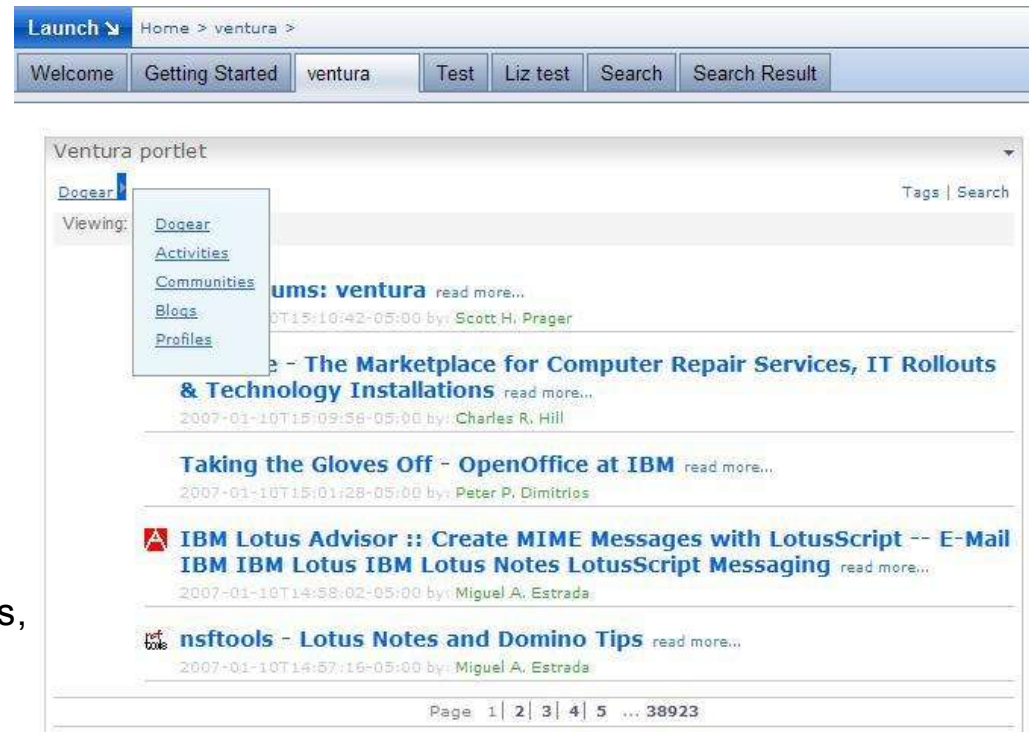 Launch Home > ventura >
Welcome Getting Started ventura Test Liz test Search Search Result
Ventura portlet
Dogear Tags | Search
Viewing:
Dogear
Activities
Communities
Blogs
Profiles
ums: ventura read more...
T15:10:42-05:00 by: Scott H. Prager
e - The Marketplace for Computer Repair Services, IT Rollouts
& Technology Installations read more...
2007-01-10T15:09:56-05:00 by: Charles R. Hill
Taking the Gloves Off - OpenOffice at IBM read more...
2007-01-10T15:01:28-05:00 by: Peter P. Dimitrios
IBM Lotus Advisor :: Create MIME Messages with LotusScript -- E-Mail
IBM IBM Lotus IBM Lotus Notes LotusScript Messaging read more...
2007-01-10T14:58:02-05:00 by: Miguel A. Estrada
s,
nsftools - Lotus Notes and Domino Tips read more...
2007-01-10T14:57:16-05:00 by: Miguel A. Estrada
Page 1| 2| 3| 4| 5 ... 38923